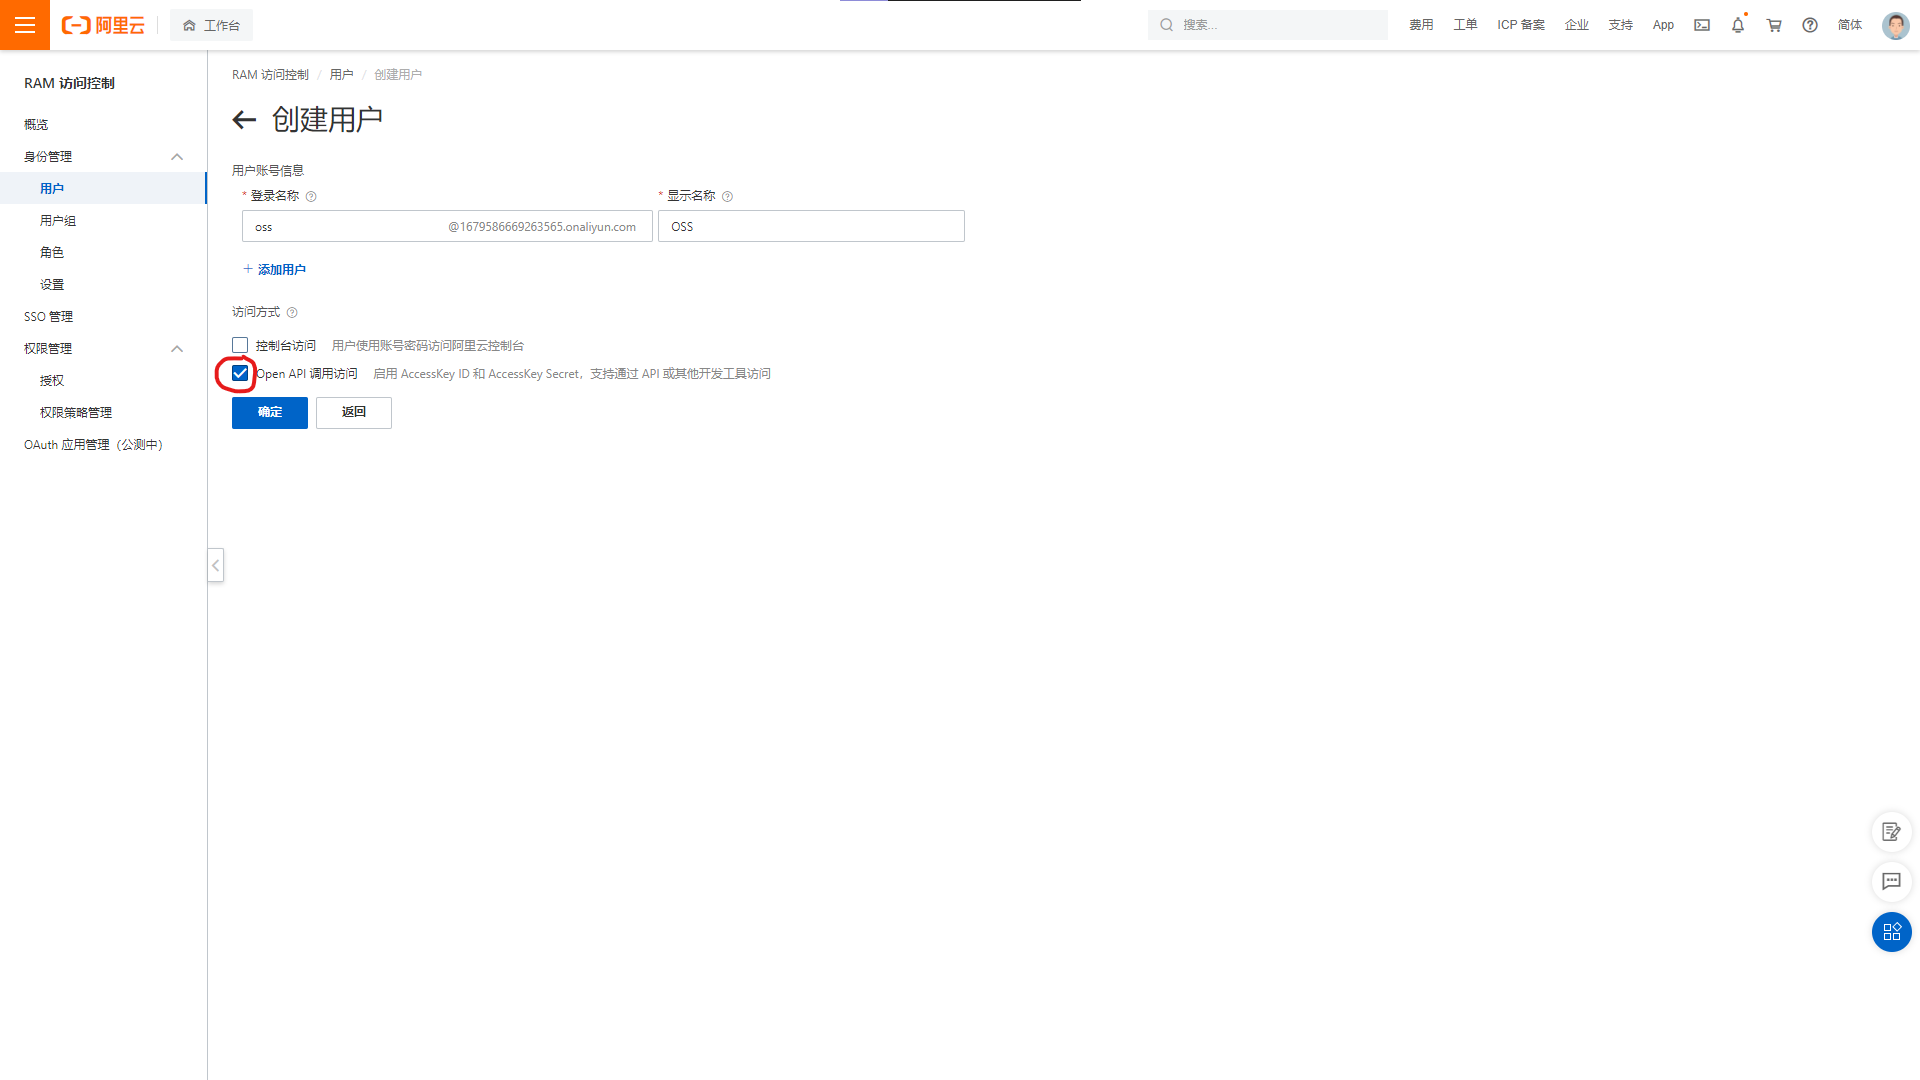 阿里云
工作台
搜索...
费用
工单
ICP 备案
企业
支持
App
简体
RAM 访问控制
概览
身份管理
用户
用户组
角色
设置
SSO 管理
权限管理
授权
权限策略管理
OAuth 应用管理（公测中）
RAM 访问控制 / 用户 / 创建用户
创建用户
用户账号信息
* 登录名称
* 显示名称
oss @1679586669263565.onaliyun.com
OSS
+ 添加用户
访问方式
控制台访问 用户使用账号密码访问阿里云控制台
Open API 调用访问 启用 AccessKey ID 和 AccessKey Secret，支持通过 API 或其他开发工具访问
确定
返回